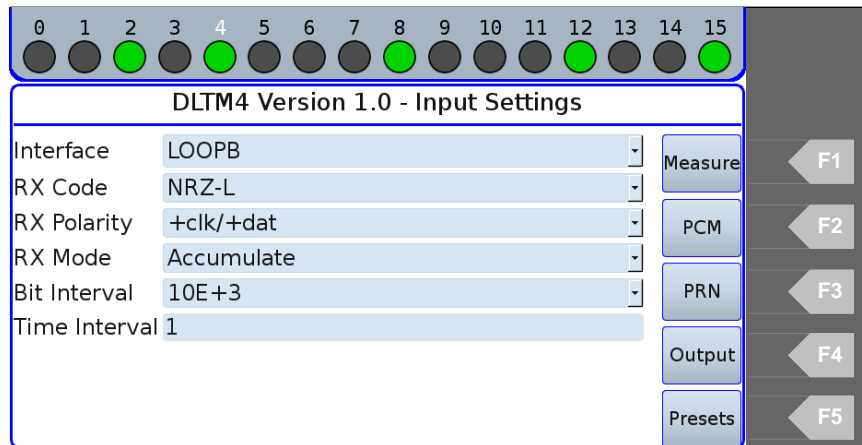 0 1 2 3 4 5 6 7 8 9 10 11 12 13 14 15
DLTM4 Version 1.0 - Input Settings
Interface LOOPB
Measure F1
RX Code NRZ-L
RX Polarity +clk/+dat
PCM F2
RX Mode Accumulate
Bit Interval 10E+3
PRN F3
Time Interval 1
Output F4
Presets F5